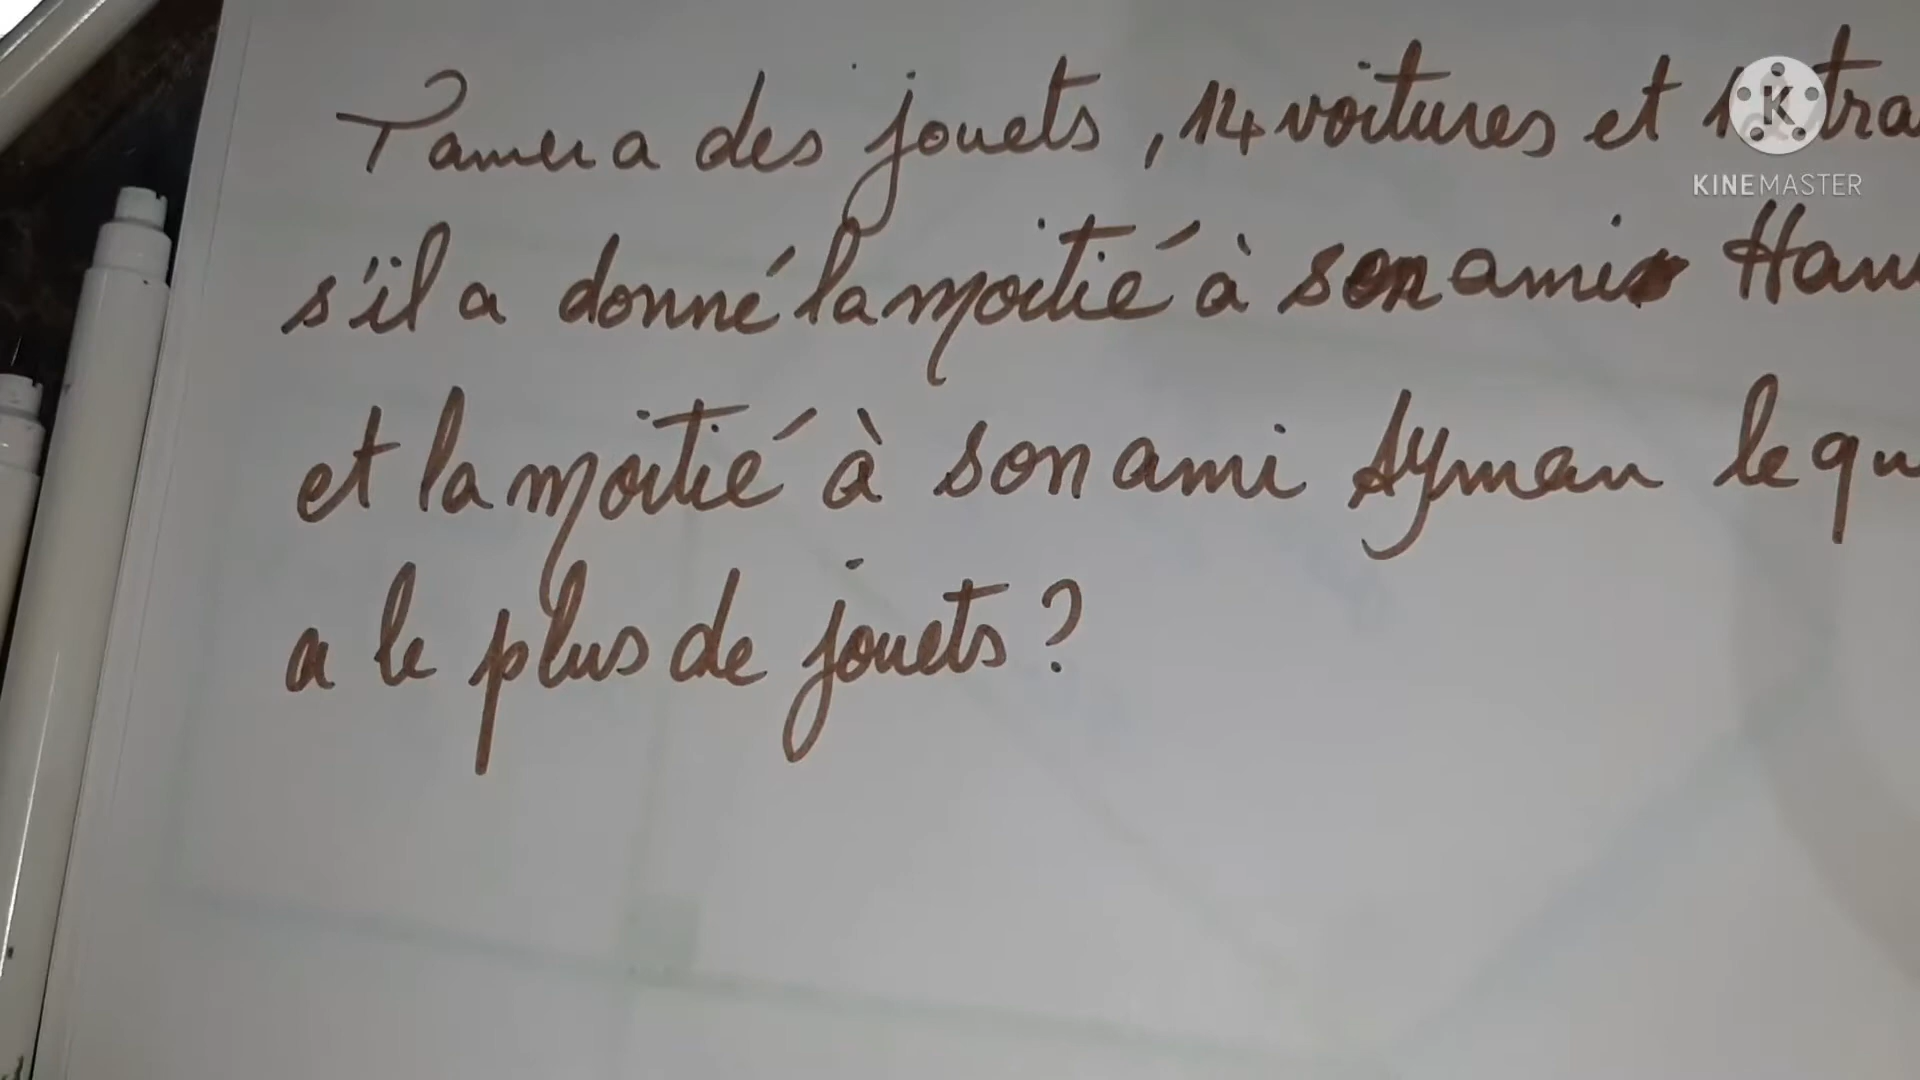 Tamer a des jouets, 14 voitures et
s'il a donné la moitié à son ami
et la moitié à son ami Ayman
a le plus de jouets?
KINEMASTER